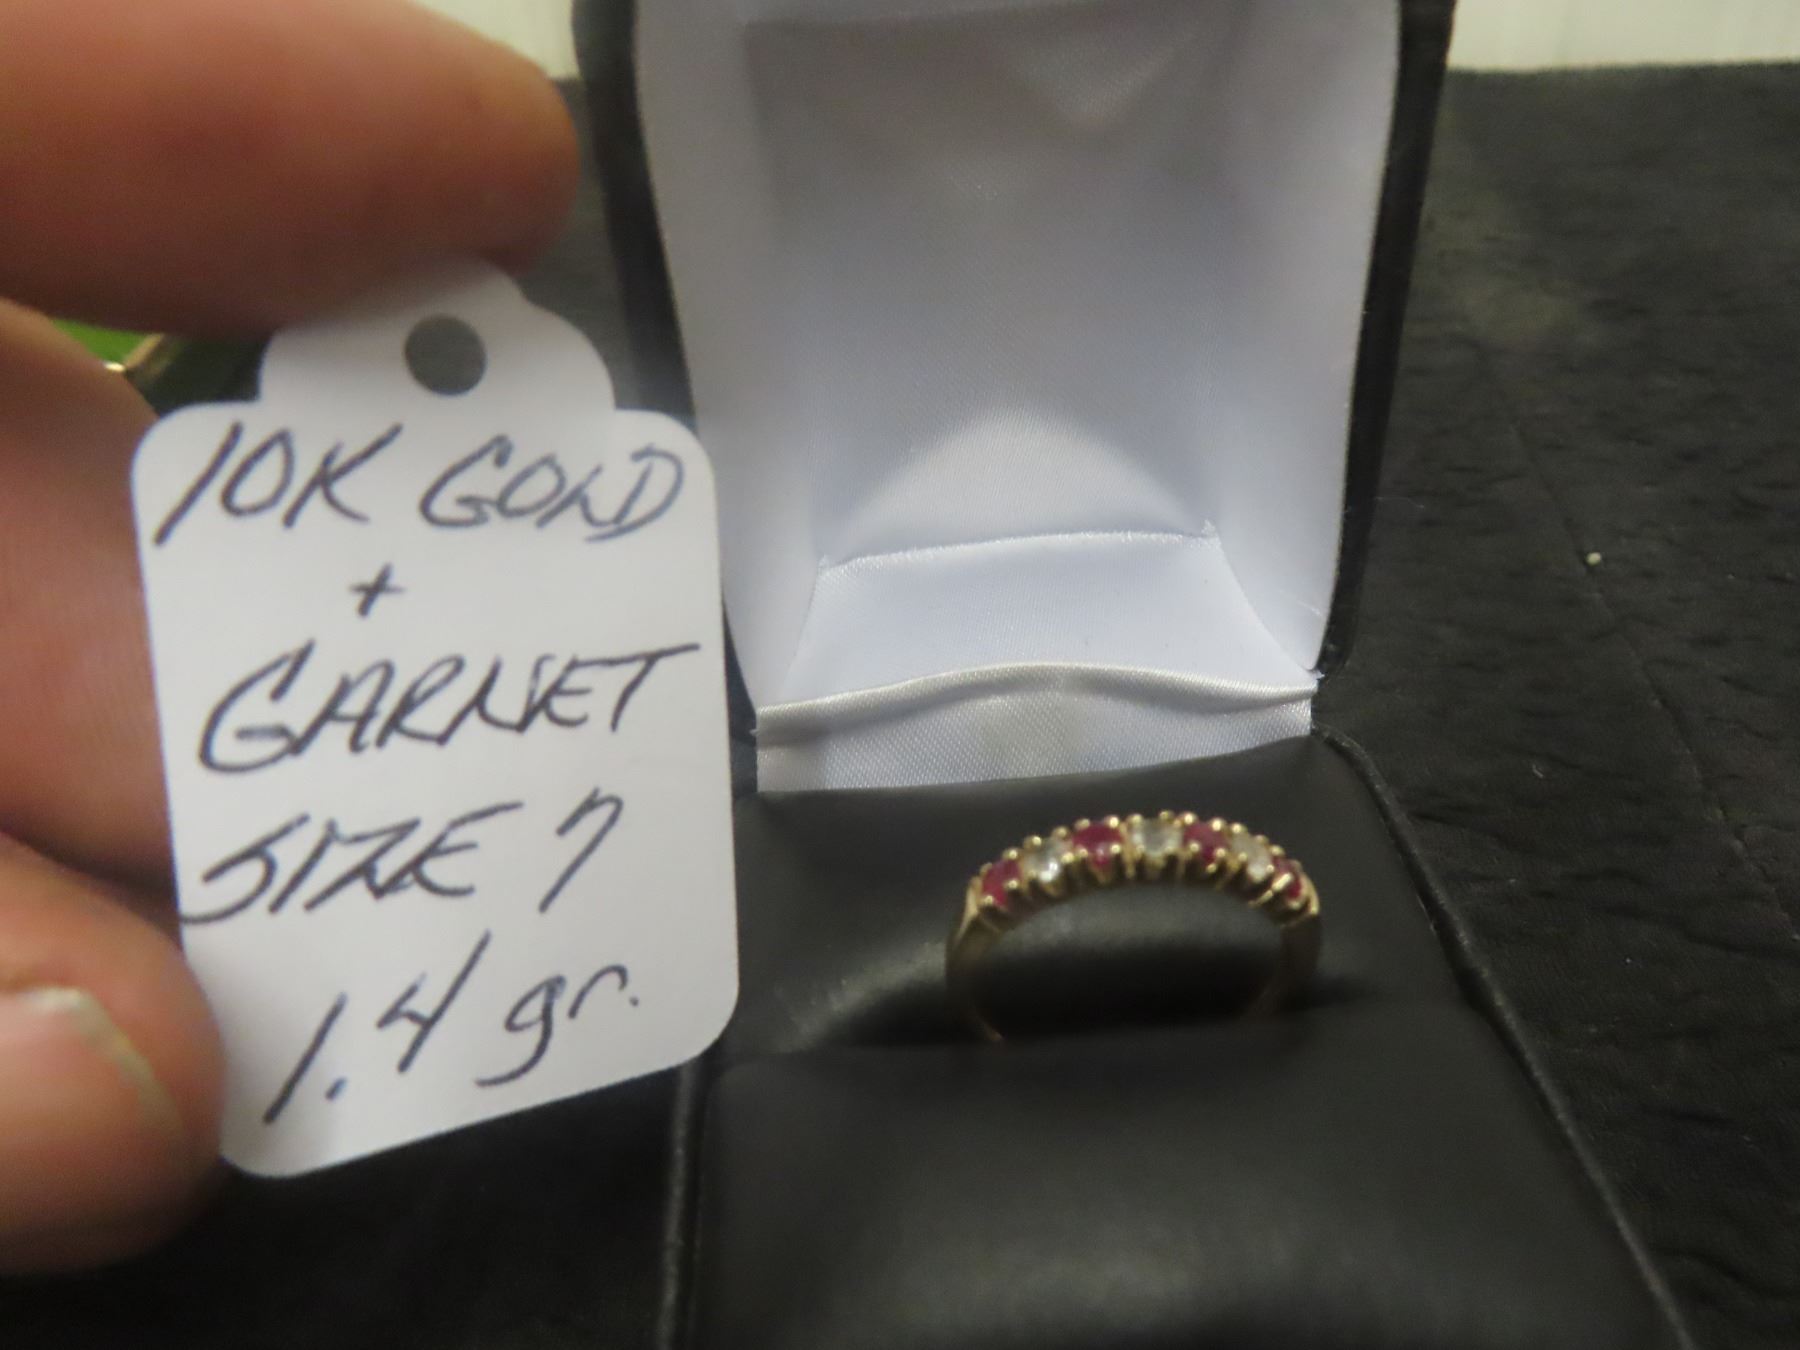 10K GOLD
+
GARNET
SIZE 7
1.4 gr.